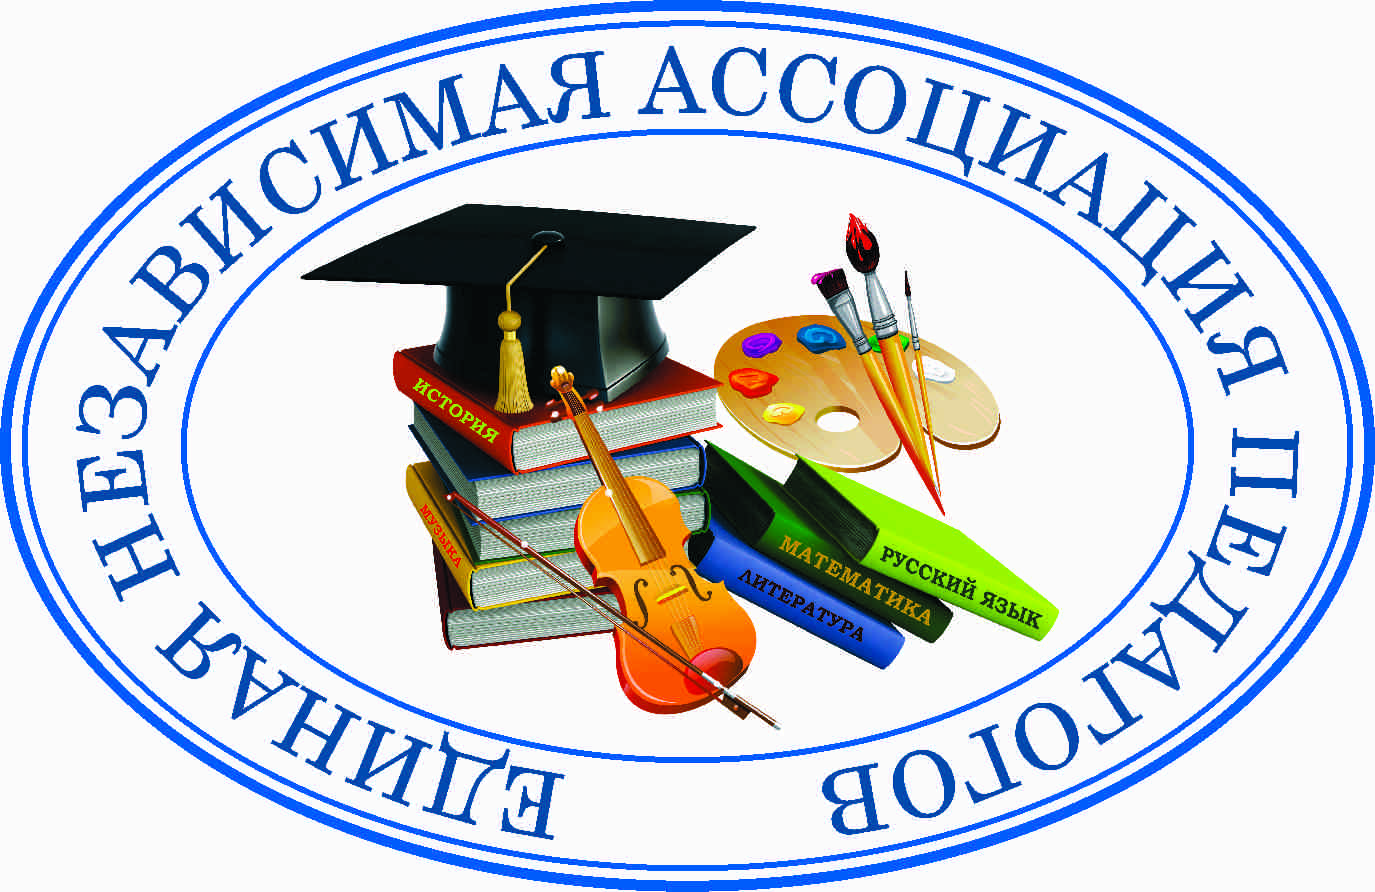 ЕДИНАЯ НЕЗАВИСИМАЯ АССОЦИАЦИЯ ПЕДАГОГОВ
ИСТОРИЯ
МУЗЫКА
МАТЕМАТИКА
РУССКИЙ ЯЗЫК
ЛИТЕРАТУРА